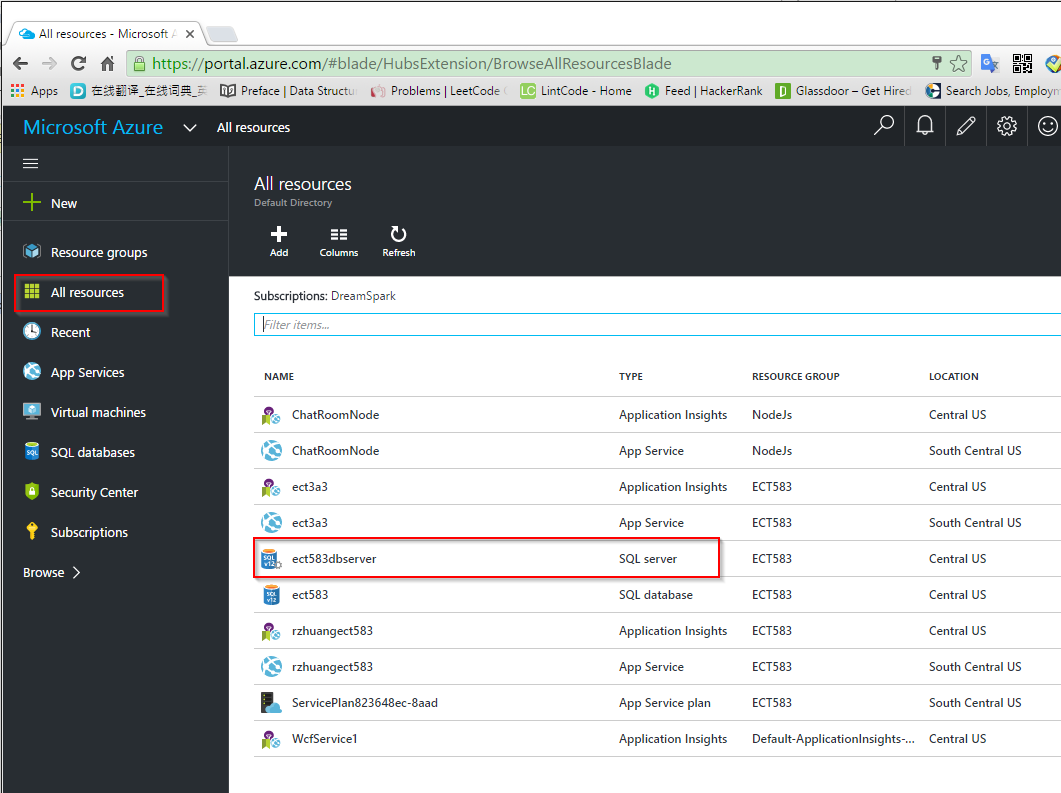 All resources - Microsoft A
https://portal.azure.com/#blade/HubsExtension/BrowseAllResourcesBlade
Apps 在线翻译_在线词典_英 Preface | Data Structu Problems | LeetCode LintCode - Home Feed | HackerRank Glassdoor – Get Hired Search Jobs, Employm
Microsoft Azure All resources
New
Resource groups
All resources
Recent
App Services
Virtual machines
SQL databases
Security Center
Subscriptions
Browse
All resources
Default Directory
Add Columns Refresh
Subscriptions: DreamSpark
Filter items...
NAME TYPE RESOURCE GROUP LOCATION
ChatRoomNode Application Insights NodeJs Central US
ChatRoomNode App Service NodeJs South Central US
ect3a3 Application Insights ECT583 Central US
ect3a3 App Service ECT583 South Central US
ect583dbserver SQL server ECT583 Central US
ect583 SQL database ECT583 Central US
rzhuangect583 Application Insights ECT583 Central US
rzhuangect583 App Service ECT583 South Central US
ServicePlan823648ec-8aad App Service plan ECT583 South Central US
WcfService1 Application Insights Default-ApplicationInsights-... Central US